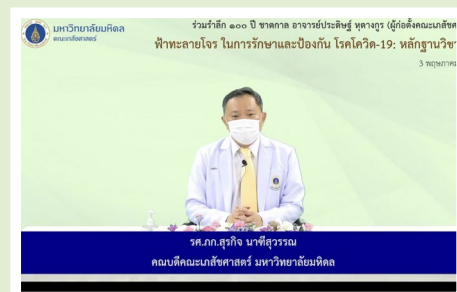 มหาวิทยาลัยมหิดล
คณะเภสัชศาสตร์
ร่วมรำลึก ๑๐๐ ปี ชาตกาล อาจารย์ประดิษฐ์ หุตางกูร (ผู้ก่อตั้งคณะเภสัชศ
ฟ้าทะลายโจร ในการรักษาและป้องกัน โรคโควิด-19: หลักฐานวิชา
3 พฤษภาคม
รศ.ภก.สุรกิจ นาฑีสุวรรณ
คณบดีคณะเภสัชศาสตร์ มหาวิทยาลัยมหิดล